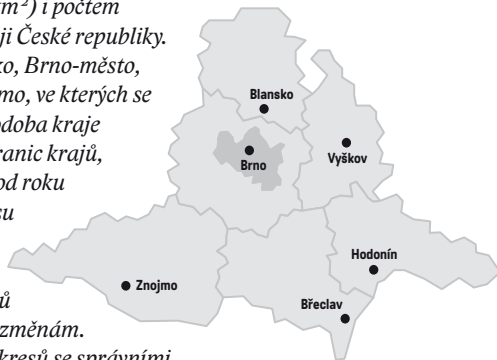 km²) i počtem
ji České republiky.
ko, Brno-město,
mo, ve kterých se
odoba kraje
ranic krajů,
od roku
su
ů
změnám.
kresů se správními
Blansko
Brno
Vyškov
Hodonín
Znojmo
Břeclav